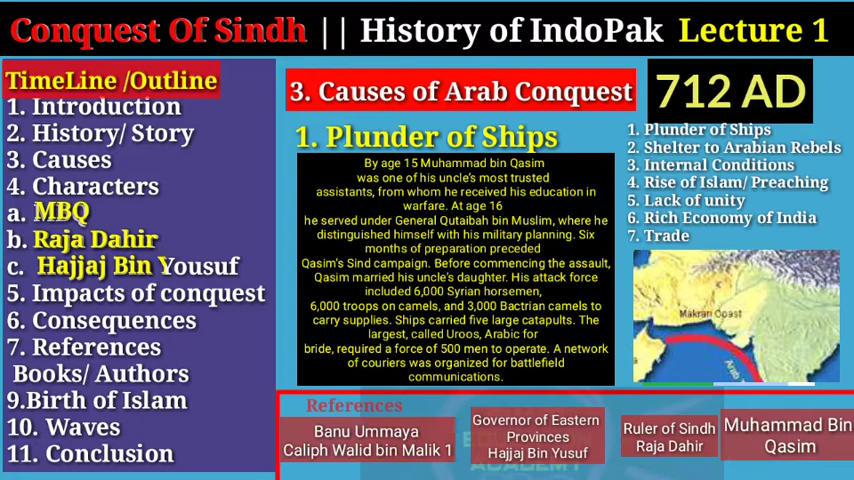 Conquest Of Sindh || History of IndoPak Lecture 1
TimeLine /Outline
1. Introduction
2. History/ Story
3. Causes
4. Characters
a. MBQ
b. Raja Dahir
c. Hajjaj Bin Yousuf
5. Impacts of conquest
6. Consequences
7. References
Books/ Authors
9.Birth of Islam
10. Waves
11. Conclusion
3. Causes of Arab Conquest
1. Plunder of Ships
By age 15 Muhammad bin Qasim
was one of his uncle's most trusted
assistants, from whom he received his education in
warfare. At age 16
he served under General Qutaibah bin Muslim, where he
distinguished himself with his military planning. Six
months of preparation preceded
Qasim's Sind campaign. Before commencing the assault,
Qasim married his uncle's daughter. His attack force
included 6,000 Syrian horsemen,
6,000 troops on camels, and 3,000 Bactrian camels to
carry supplies. Ships carried five large catapults. The
largest, called Uroos, Arabic for
bride, required a force of 500 men to operate. A network
of couriers was organized for battlefield
communications.
712 AD
1. Plunder of Ships
2. Shelter to Arabian Rebels
3. Internal Conditions
4. Rise of Islam/ Preaching
5. Lack of unity
6. Rich Economy of India
7. Trade
Makran Coast
Arab
References
Banu Ummaya
Caliph Walid bin Malik 1
Governor of Eastern
Provinces
Hajjaj Bin Yusuf
Ruler of Sindh
Raja Dahir
Muhammad Bin
Qasim
ACADEMY